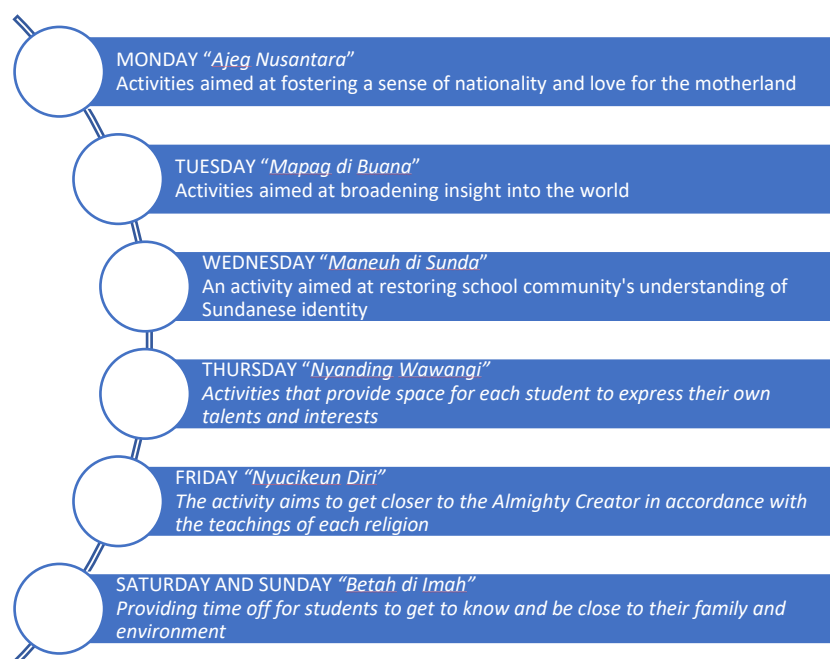 MONDAY “Ajeg Nusantara”
Activities aimed at fostering a sense of nationality and love for the motherland
TUESDAY “Mapag di Buana”
Activities aimed at broadening insight into the world
WEDNESDAY “Maneuh di Sunda”
An activity aimed at restoring school community's understanding of
Sundanese identity
THURSDAY “Nyanding Wawangi”
Activities that provide space for each student to express their own
talents and interests
FRIDAY “Nyucikeun Diri”
The activity aims to get closer to the Almighty Creator in accordance with
the teachings of each religion
SATURDAY AND SUNDAY “Betah di Imah”
Providing time off for students to get to know and be close to their family and
environment